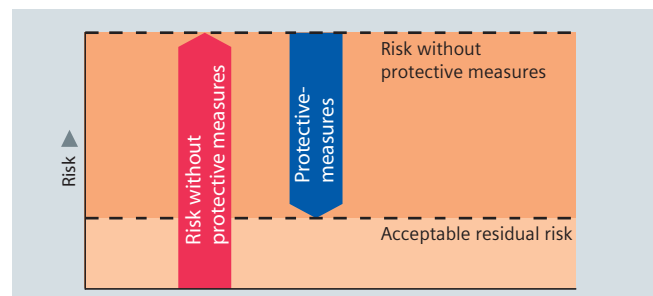 Risk without
protective measures
Risk without
protective measures
Protective-
measures
Risk
Acceptable residual risk